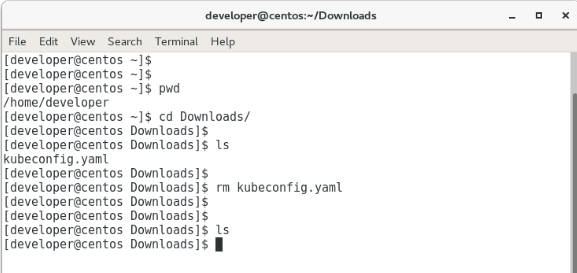 developer@centos:~/Downloads
File Edit View Search Terminal Help
[developer@centos ~]$
[developer@centos ~]$
[developer@centos ~]$ pwd
/home/developer
[developer@centos ~]$ cd Downloads/
[developer@centos Downloads]$
[developer@centos Downloads]$ ls
kubeconfig.yaml
[developer@centos Downloads]$
[developer@centos Downloads]$ rm kubeconfig.yaml
[developer@centos Downloads]$
[developer@centos Downloads]$
[developer@centos Downloads]$ ls
[developer@centos Downloads]$